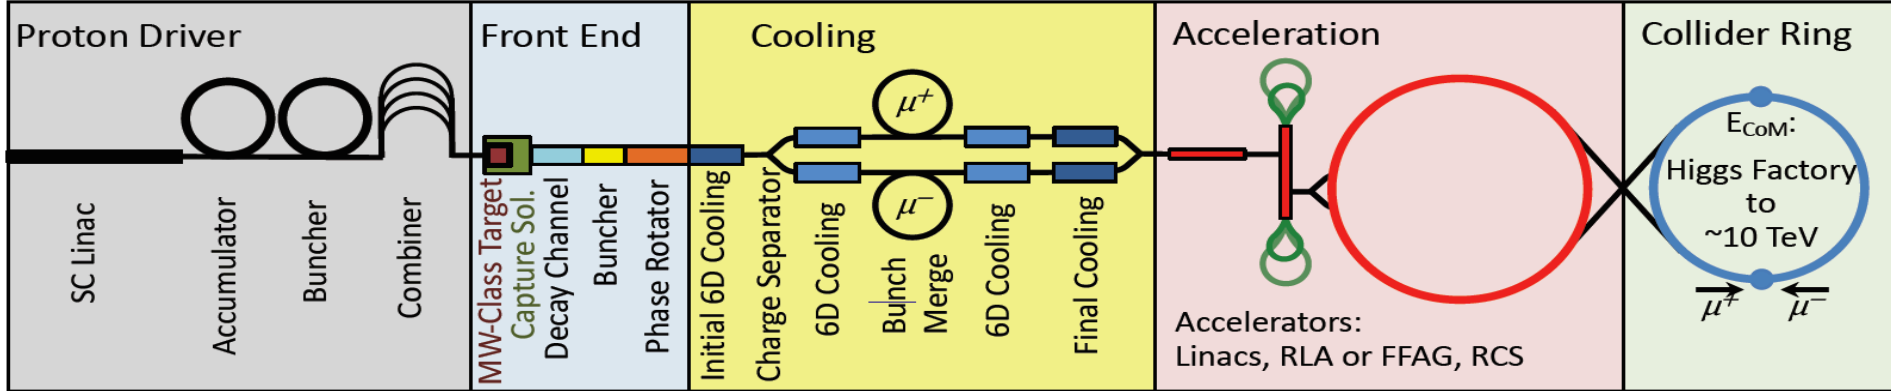 Proton Driver
SC Linac
Accumulator
Buncher
Combiner
Front End
MW-Class Target
Capture Sol.
Decay Channel
Buncher
Phase Rotator
Cooling
μ+
μ−
Initial 6D Cooling
Charge Separator
6D Cooling
Bunch
Merge
6D Cooling
Final Cooling
Acceleration
Accelerators:
Linacs, RLA or FFAG, RCS
Collider Ring
ECoM:
Higgs Factory
to
~10 TeV
μ+ μ−